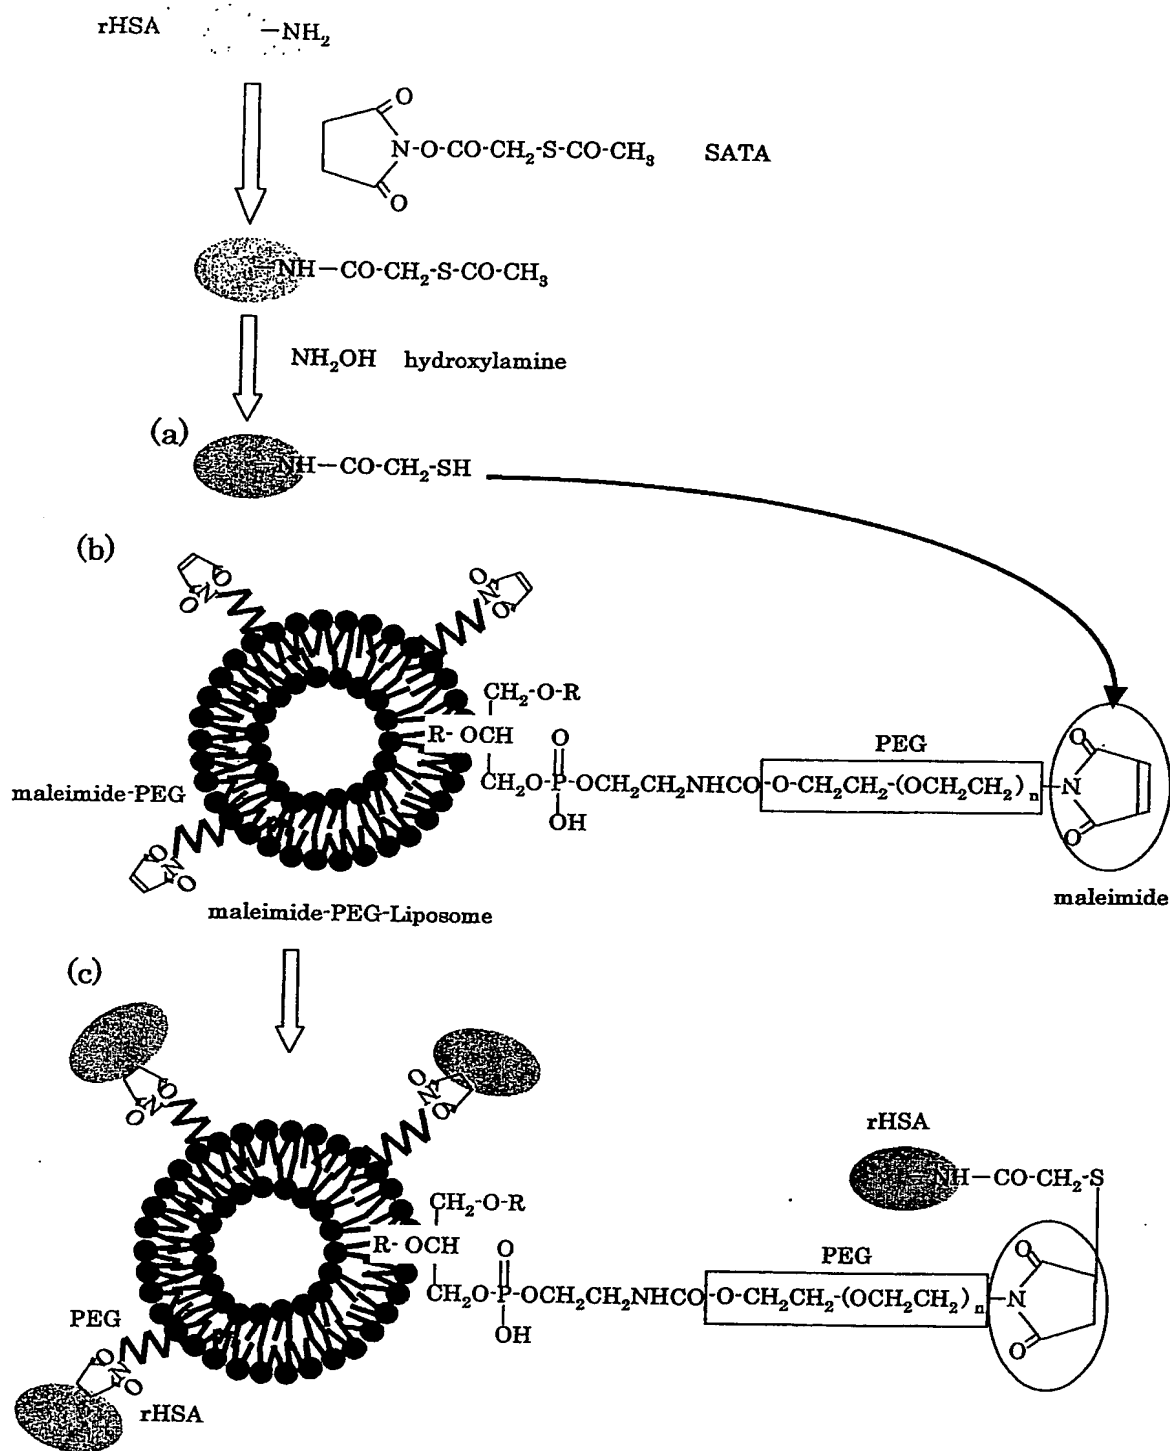 rHSA –NH₂
O
N-O-CO-CH₂-S-CO-CH₃ SATA
O
NH–CO-CH₂-S-CO-CH₃
NH₂OH hydroxylamine
(a)
NH–CO-CH₂-SH
(b)
O N O
O N O
CH₂-O-R
R- OCH
O
PEG
O
CH₂O-P-OCH₂CH₂NHCO-O-CH₂CH₂-(OCH₂CH₂)n-N
maleimide-PEG
OH
O
O N O
maleimide
maleimide-PEG-Liposome
(c)
O N O
O N O
rHSA
NH–CO-CH₂-S
CH₂-O-R
R- OCH
O
PEG
O
CH₂O-P-OCH₂CH₂NHCO-O-CH₂CH₂-(OCH₂CH₂)n-N
PEG
OH
O
O N O
rHSA